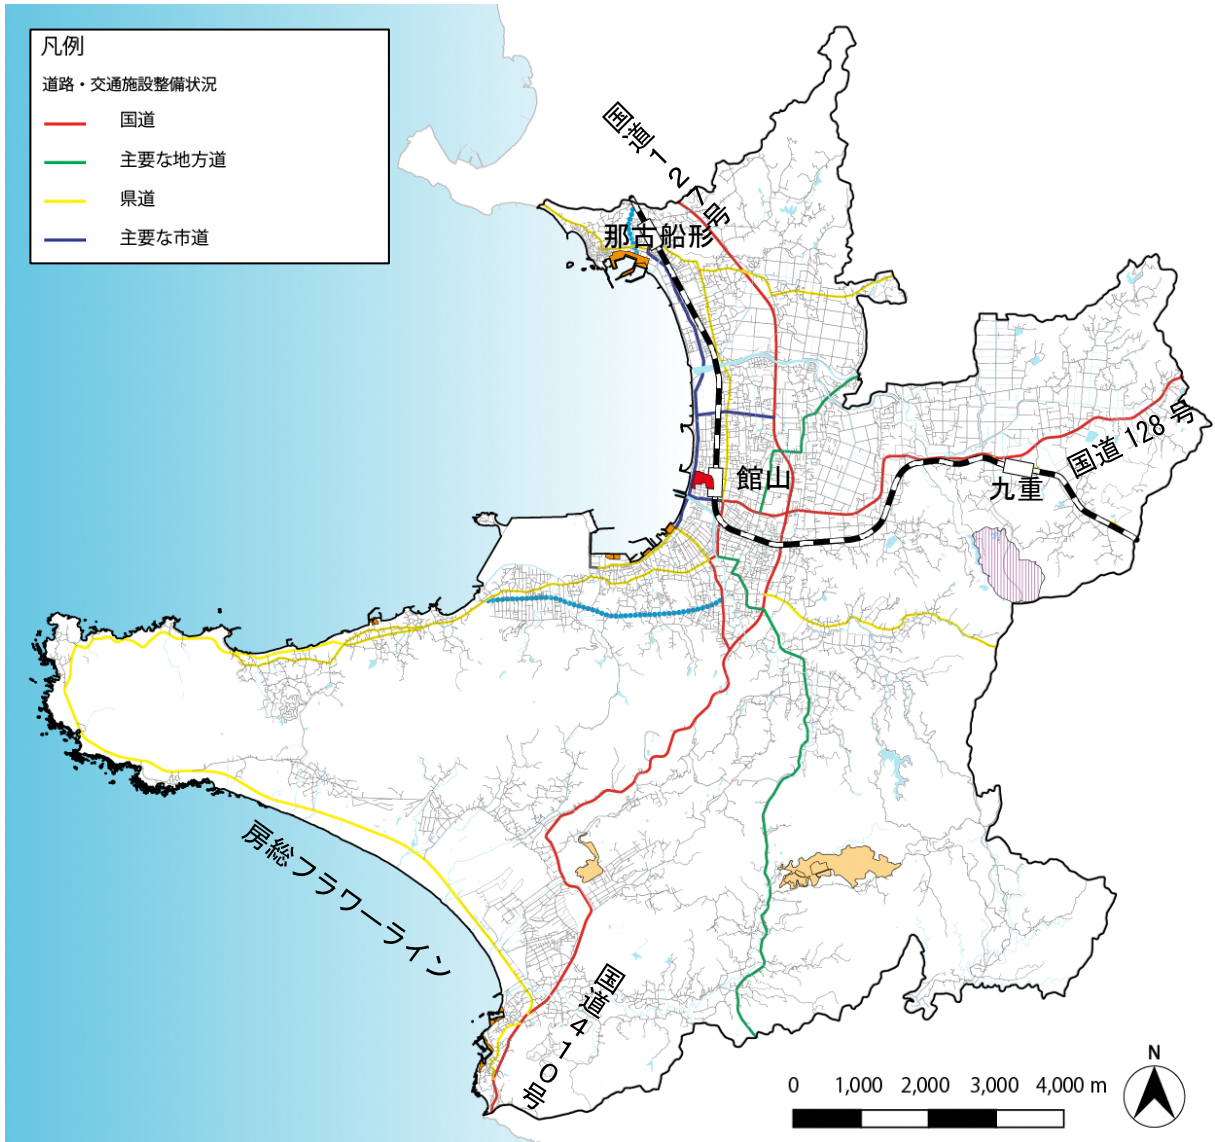 凡例
道路・交通施設整備状況
国道
主要な地方道
県道
主要な市道
国道127号
那古船形
館山
国道128号
九重
房総フラワーライン
国道410号
N
0 1,000 2,000 3,000 4,000 m